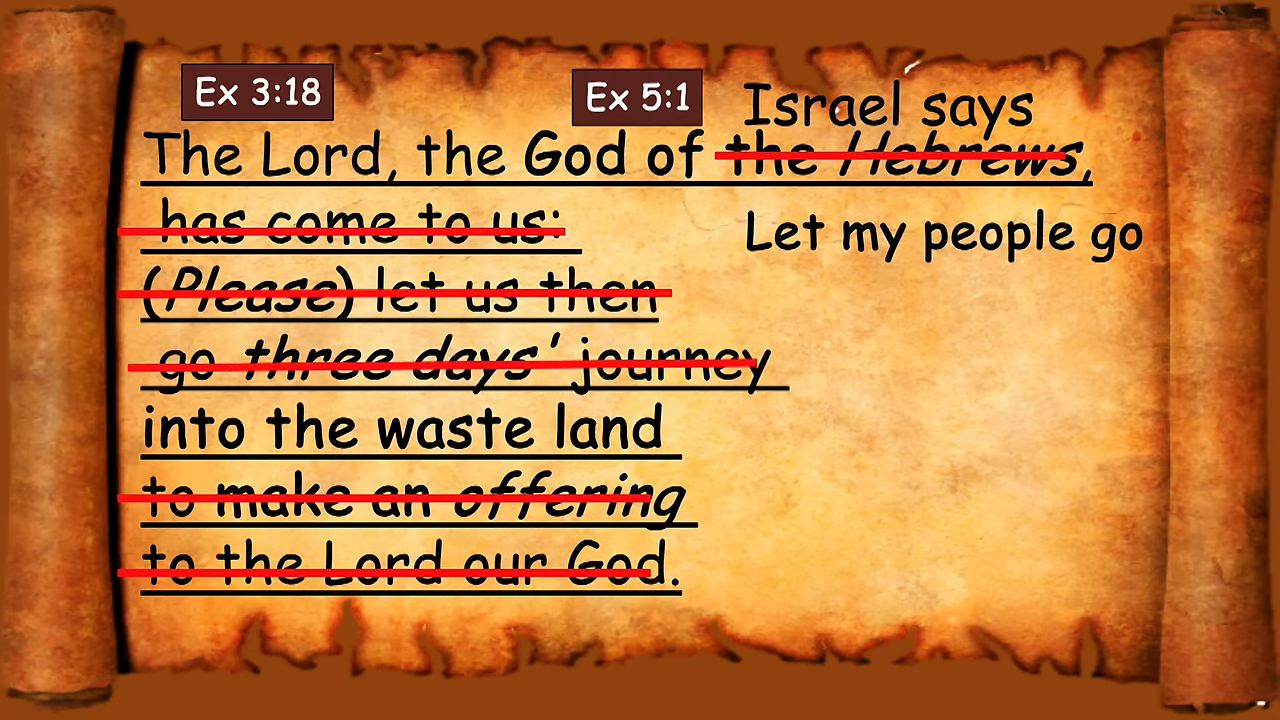 Ex 3:18
Ex 5:1
Israel says
The Lord, the God of the Hebrews,
has come to us:
Let my people go
(Please) let us then
go three days' journey
into the waste land
to make an offering
to the Lord our God.